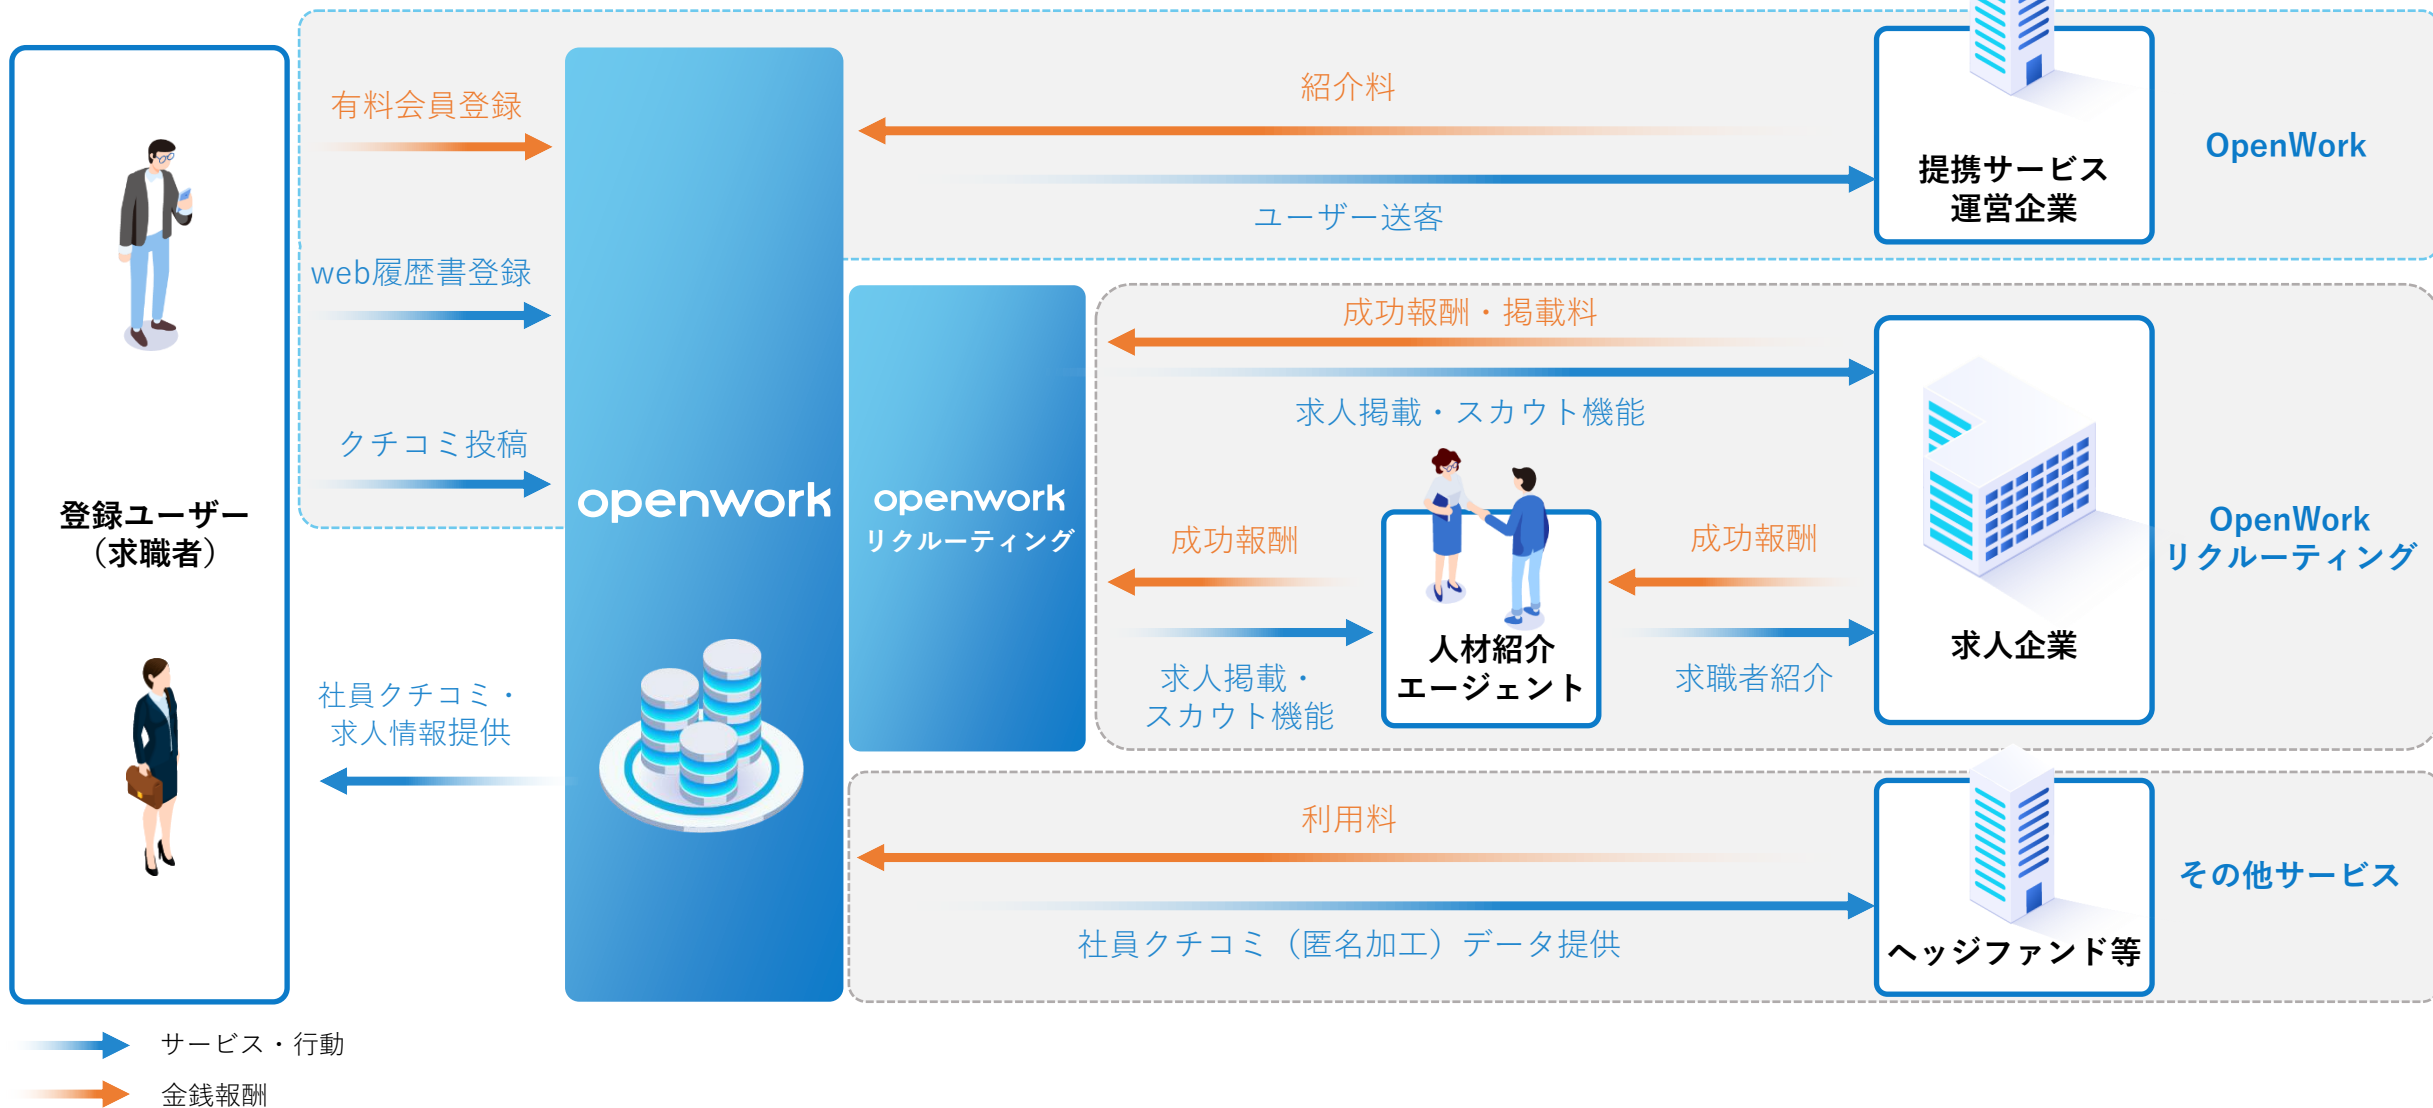 有料会員登録
web履歴書登録
クチコミ投稿
登録ユーザー
（求職者）
社員クチコミ・
求人情報提供
openwork
紹介料
ユーザー送客
提携サービス
運営企業
OpenWork
openwork
リクルーティング
成功報酬・掲載料
求人掲載・スカウト機能
成功報酬
求人掲載・
スカウト機能
人材紹介
エージェント
成功報酬
求職者紹介
求人企業
OpenWork
リクルーティング
利用料
社員クチコミ（匿名加工）データ提供
ヘッジファンド等
その他サービス
サービス・行動
金銭報酬